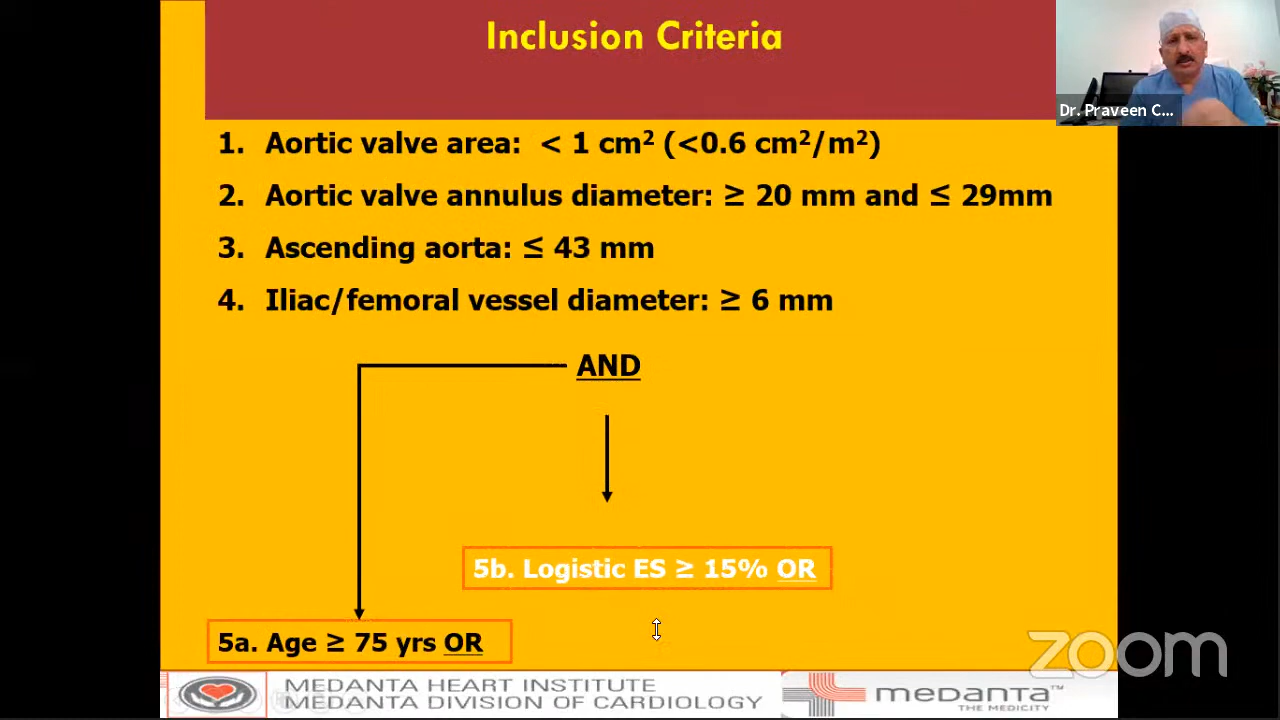 Inclusion Criteria
Dr. Praveen C...
1. Aortic valve area: < 1 cm² (<0.6 cm²/m²)
2. Aortic valve annulus diameter: ≥ 20 mm and ≤ 29mm
3. Ascending aorta: ≤ 43 mm
4. Iliac/femoral vessel diameter: ≥ 6 mm
AND
5b. Logistic ES ≥ 15% OR
5a. Age ≥ 75 yrs OR
zoom
MEDANTA HEART INSTITUTE
MEDANTA DIVISION OF CARDIOLOGY
medanta™
THE MEDICITY